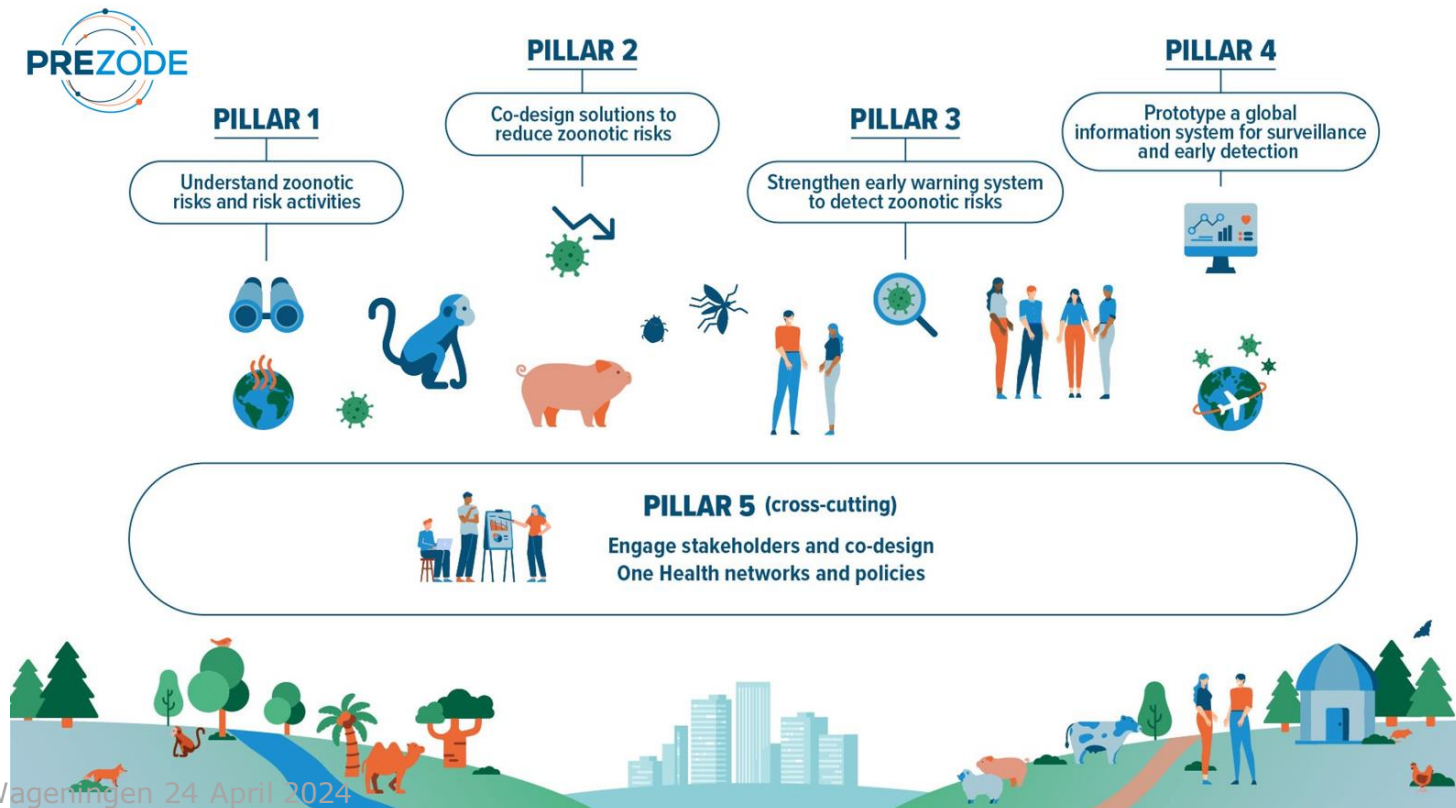 PREZODE
PILLAR 1
Understand zoonotic
risks and risk activities
PILLAR 2
Co-design solutions to
reduce zoonotic risks
PILLAR 3
Strengthen early warning system
to detect zoonotic risks
PILLAR 4
Prototype a global
information system for surveillance
and early detection
PILLAR 5 (cross-cutting)
Engage stakeholders and co-design
One Health networks and policies
Wageningen 24 April 2024